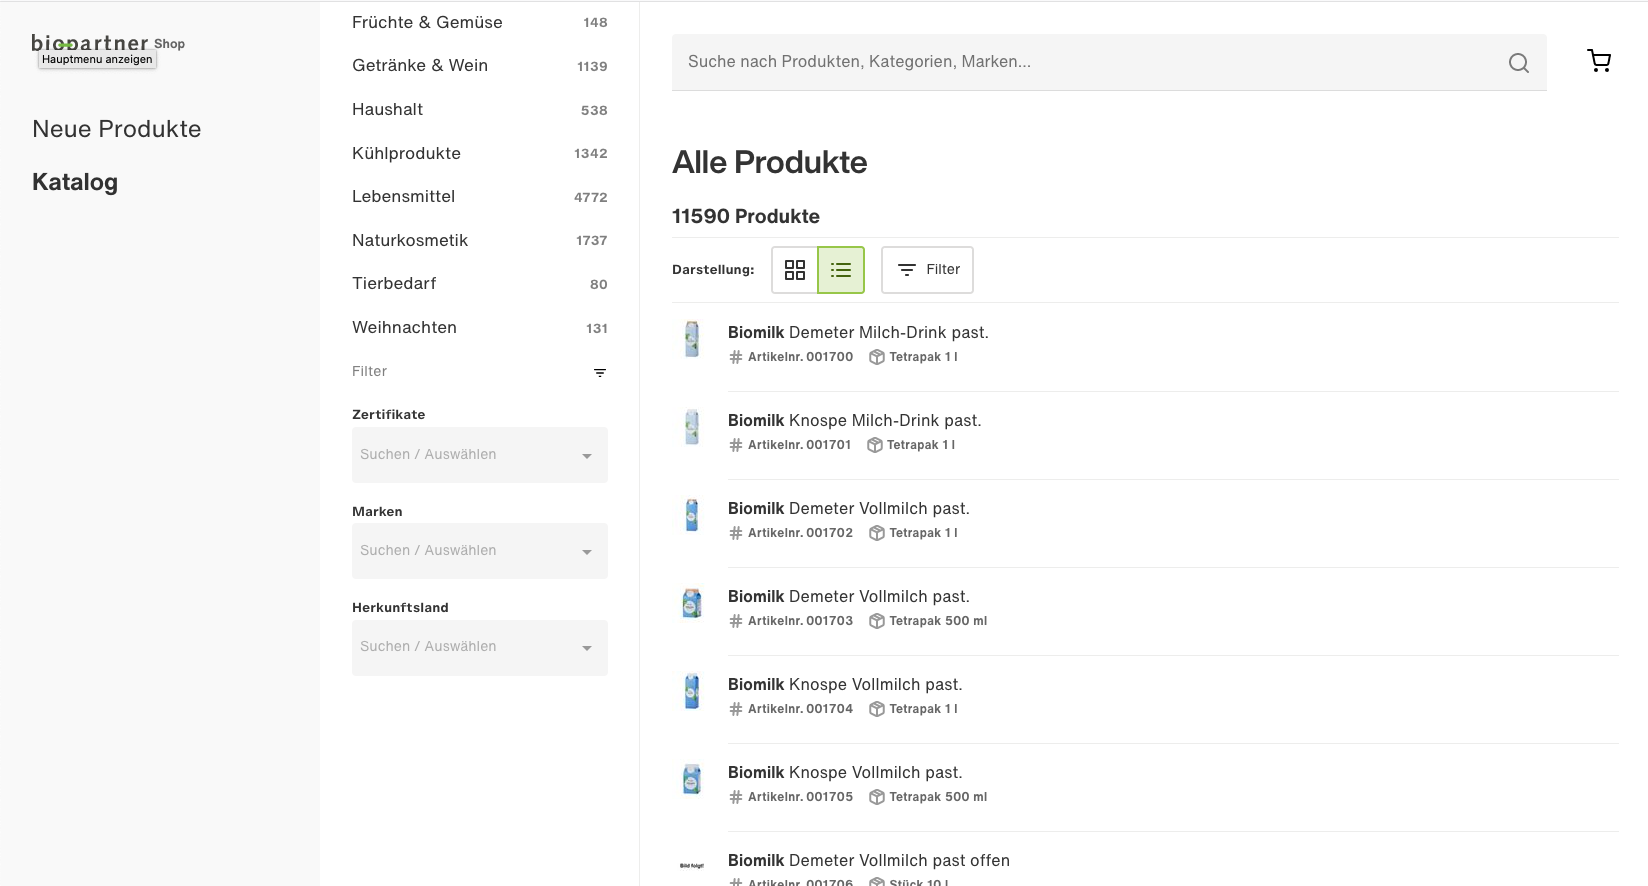 biopartner Shop
Hauptmenu anzeigen
Neue Produkte
Katalog
Früchte & Gemüse 148
Getränke & Wein 1139
Haushalt 538
Kühlprodukte 1342
Lebensmittel 4772
Naturkosmetik 1737
Tierbedarf 80
Weihnachten 131
Filter
Zertifikate
Suchen / Auswählen
Marken
Suchen / Auswählen
Herkunftsland
Suchen / Auswählen
Suche nach Produkten, Kategorien, Marken...
Alle Produkte
11590 Produkte
Darstellung: Filter
Biomilk Demeter Milch-Drink past.
# Artikelnr. 001700 Tetrapak 1 l
Biomilk Knospe Milch-Drink past.
# Artikelnr. 001701 Tetrapak 1 l
Biomilk Demeter Vollmilch past.
# Artikelnr. 001702 Tetrapak 1 l
Biomilk Demeter Vollmilch past.
# Artikelnr. 001703 Tetrapak 500 ml
Biomilk Knospe Vollmilch past.
# Artikelnr. 001704 Tetrapak 1 l
Biomilk Knospe Vollmilch past.
# Artikelnr. 001705 Tetrapak 500 ml
Bild folgt!
Biomilk Demeter Vollmilch past offen
# Artikelnr. 001706 Stück 10 l